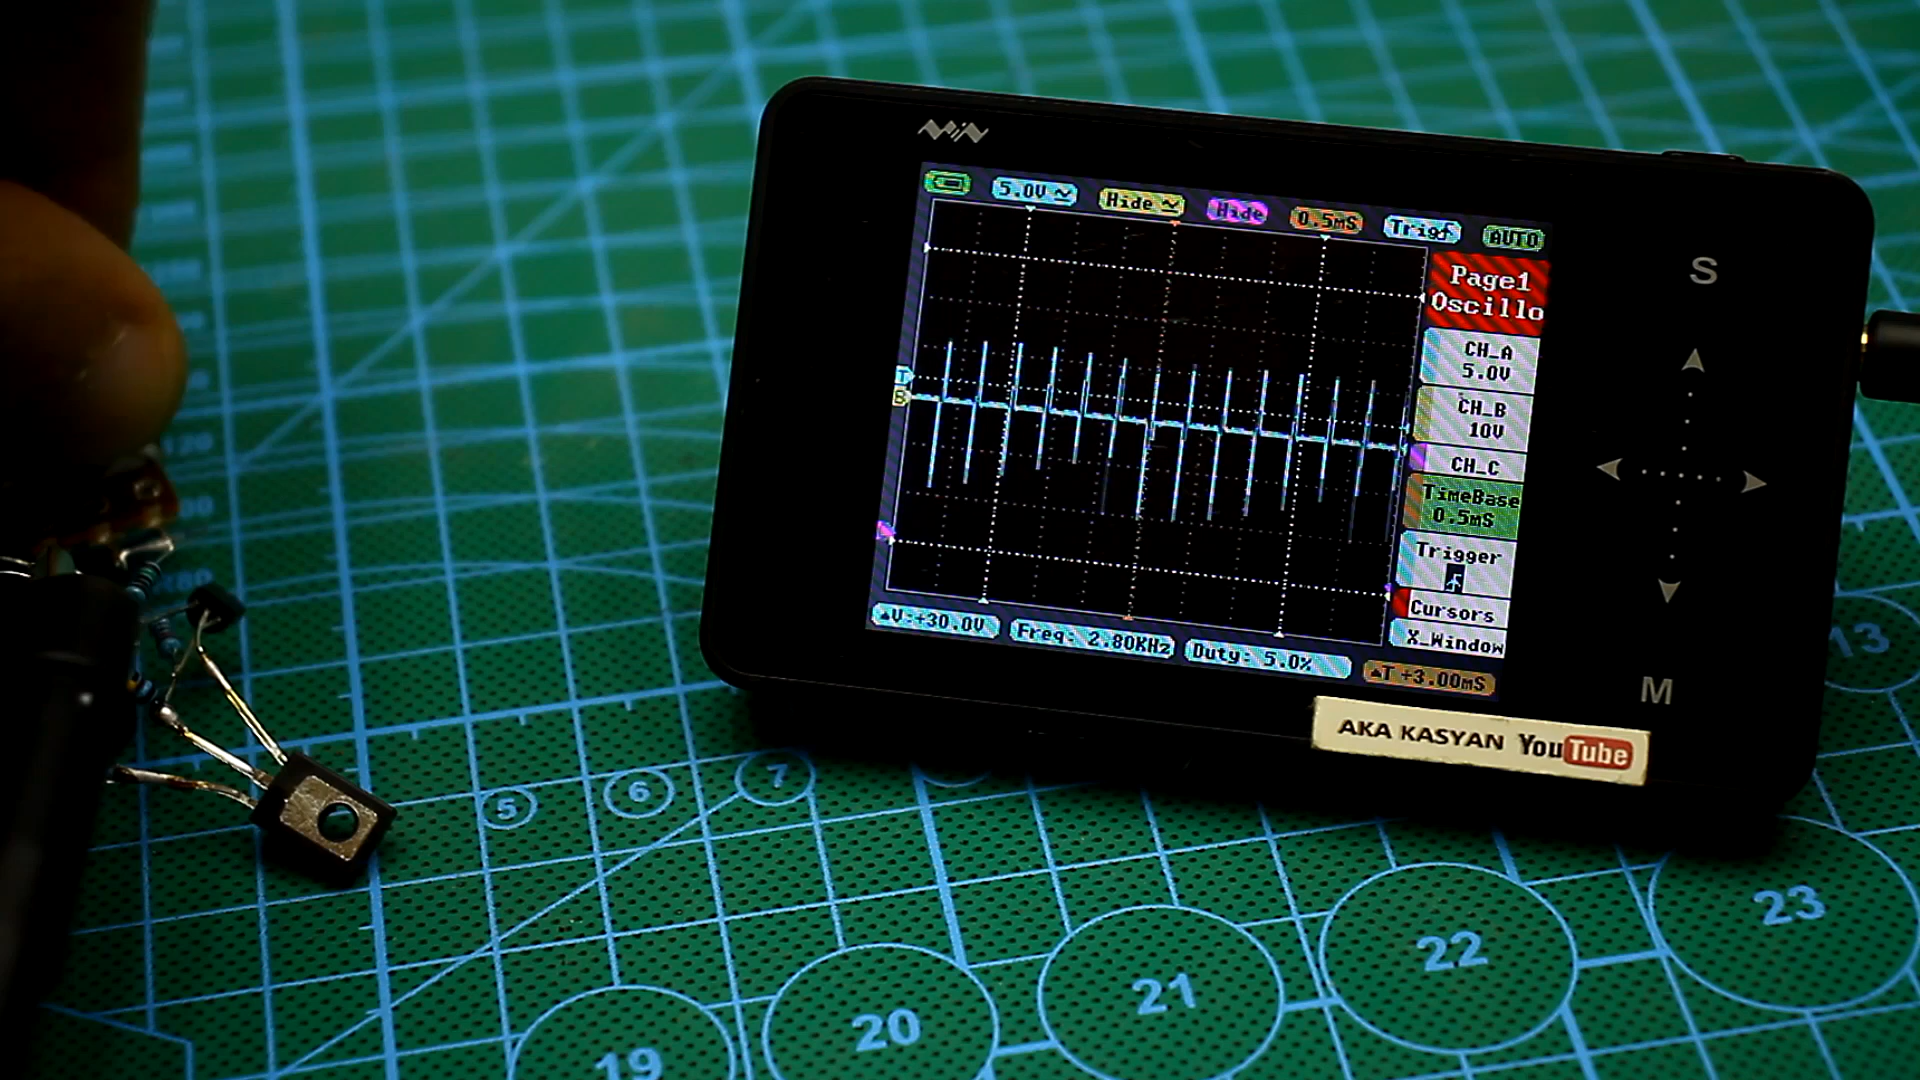 MiN
5.0V Hide Hide 0.5mS Trig AUTO
Page1
Oscillo
CH_A
5.0V
CH_B
10V
CH_C
TimeBase
0.5mS
Trigger
Cursors
X_Window
T
B
▲V:+30.0V Freq: 2.80KHz Duty: 5.0% ▲T +3.00mS
S
M
AKA KASYAN YouTube
5
6
7
13
19
20
21
22
23